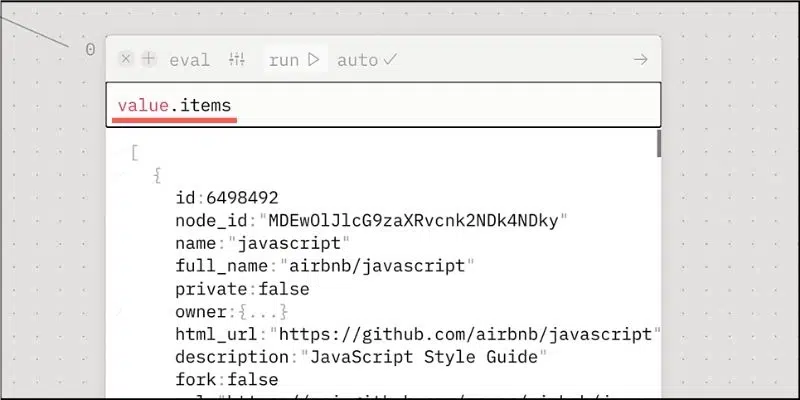 0
eval run auto
value.items
[
{
id:6498492
node_id:"MDEwOlJlcG9zaXRvcnk2NDk4NDky"
name:"javascript"
full_name:"airbnb/javascript"
private:false
owner:{...}
html_url:"https://github.com/airbnb/javascript"
description:"JavaScript Style Guide"
fork:false